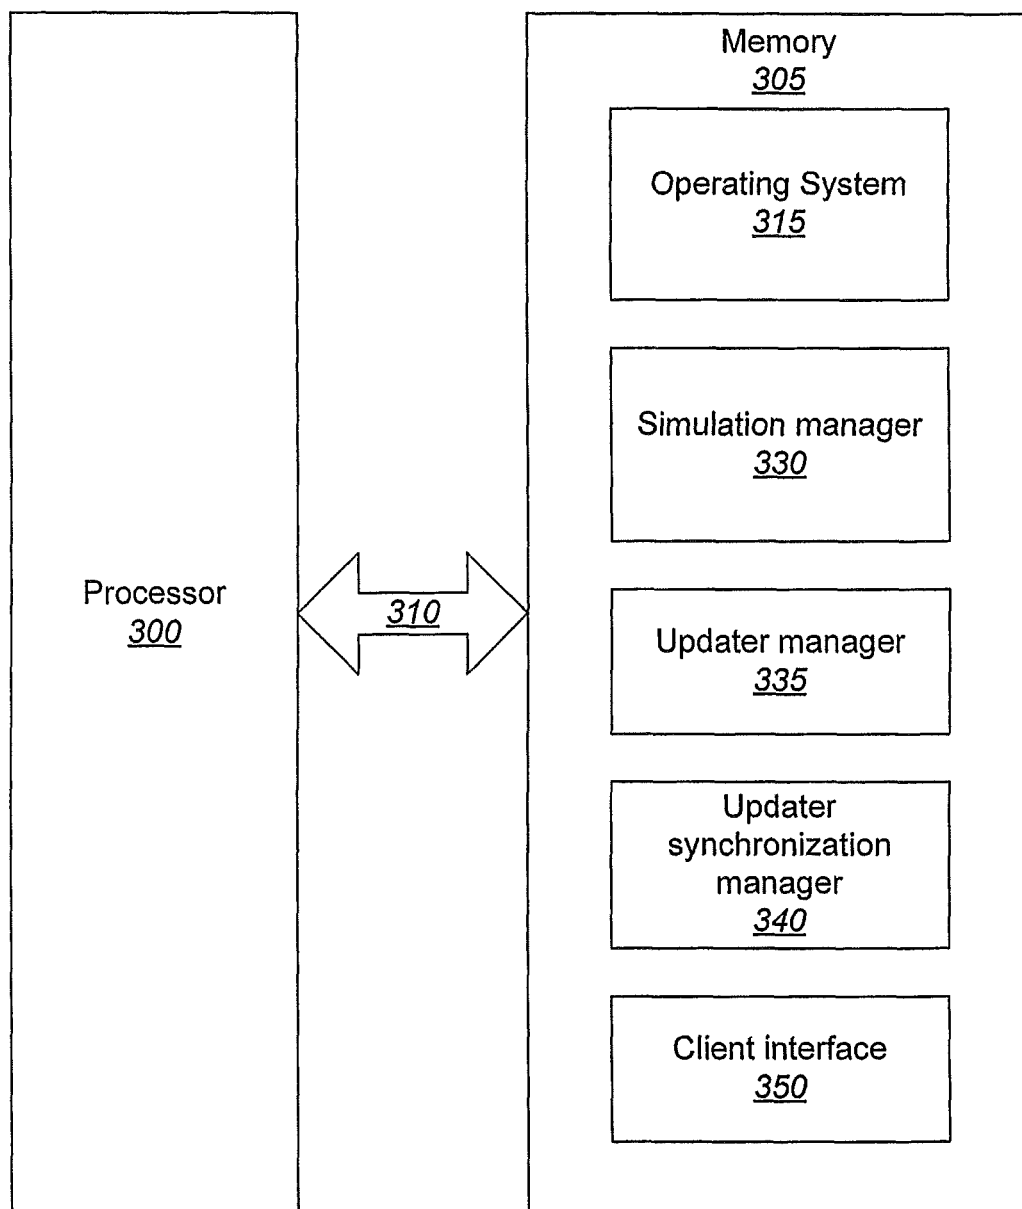 Memory
305
Operating System
315
Simulation manager
330
Processor
300
310
Updater manager
335
Updater
synchronization
manager
340
Client interface
350